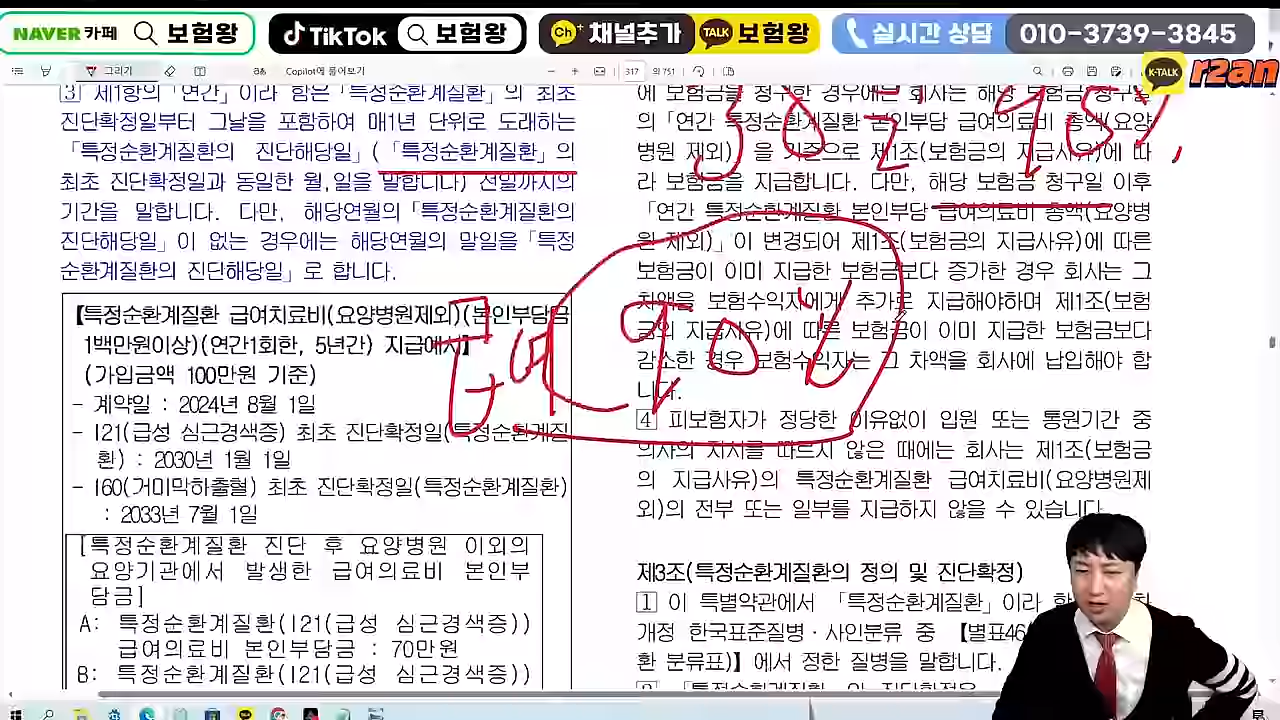 NAVER 카페 보험왕 TikTok 보험왕 Ch+ 채널추가 TALK 보험왕 실시간 상담 010-3739-3845
K-TALK r2an
그리기 Copilot에 물어보기 317 의 751
3 제1항의 「연간」이라 함은 「특정순환계질환」의 최초
진단확정일부터 그날을 포함하여 매1년 단위로 도래하는
「특정순환계질환의 진단해당일」(「특정순환계질환」의
최초 진단확정일과 동일한 월,일을 말합니다) 전일까지의
기간을 말합니다. 다만, 해당연월의「특정순환계질환의
진단해당일」이 없는 경우에는 해당연월의 말일을「특정
순환계질환의 진단해당일」로 합니다.
【특정순환계질환 급여치료비(요양병원제외)(본인부담금
1백만원이상)(연간1회한, 5년간) 지급예시】
(가입금액 100만원 기준)
- 계약일 : 2024년 8월 1일
- I21(급성 심근경색증) 최초 진단확정일(특정순환계질
환) : 2030년 1월 1일
- I60(거미막하출혈) 최초 진단확정일(특정순환계질환)
: 2033년 7월 1일
[특정순환계질환 진단 후 요양병원 이외의
요양기관에서 발생한 급여의료비 본인부
담금]
A: 특정순환계질환(I21(급성 심근경색증))
급여의료비 본인부담금 : 70만원
B: 특정순환계질환(I21(급성 심근경색증))
에 보험금을 청구한 경우에는 회사는 해당 보험금 청구일
의「연간 특정순환계질환 본인부담 급여의료비 총액(요양
병원 제외)」을 기준으로 제1조(보험금의 지급사유)에 따
라 보험금을 지급합니다. 다만, 해당 보험금 청구일 이후
「연간 특정순환계질환 본인부담 급여의료비 총액(요양병
원 제외)」이 변경되어 제1조(보험금의 지급사유)에 따른
보험금이 이미 지급한 보험금보다 증가한 경우 회사는 그
차액을 보험수익자에게 추가로 지급해야하며 제1조(보험
금의 지급사유)에 따른 보험금이 이미 지급한 보험금보다
감소한 경우 보험수익자는 그 차액을 회사에 납입해야 합
니다.
4 피보험자가 정당한 이유없이 입원 또는 통원기간 중
의사의 지시를 따르지 않은 때에는 회사는 제1조(보험금
의 지급사유)의 특정순환계질환 급여치료비(요양병원제
외)의 전부 또는 일부를 지급하지 않을 수 있습니다.
제3조(특정순환계질환의 정의 및 진단확정)
1 이 특별약관에서 「특정순환계질환」이라
개정 한국표준질병·사인분류 중 【별표46(
환 분류표)】에서 정한 질병을 말합니다.
급여 90%